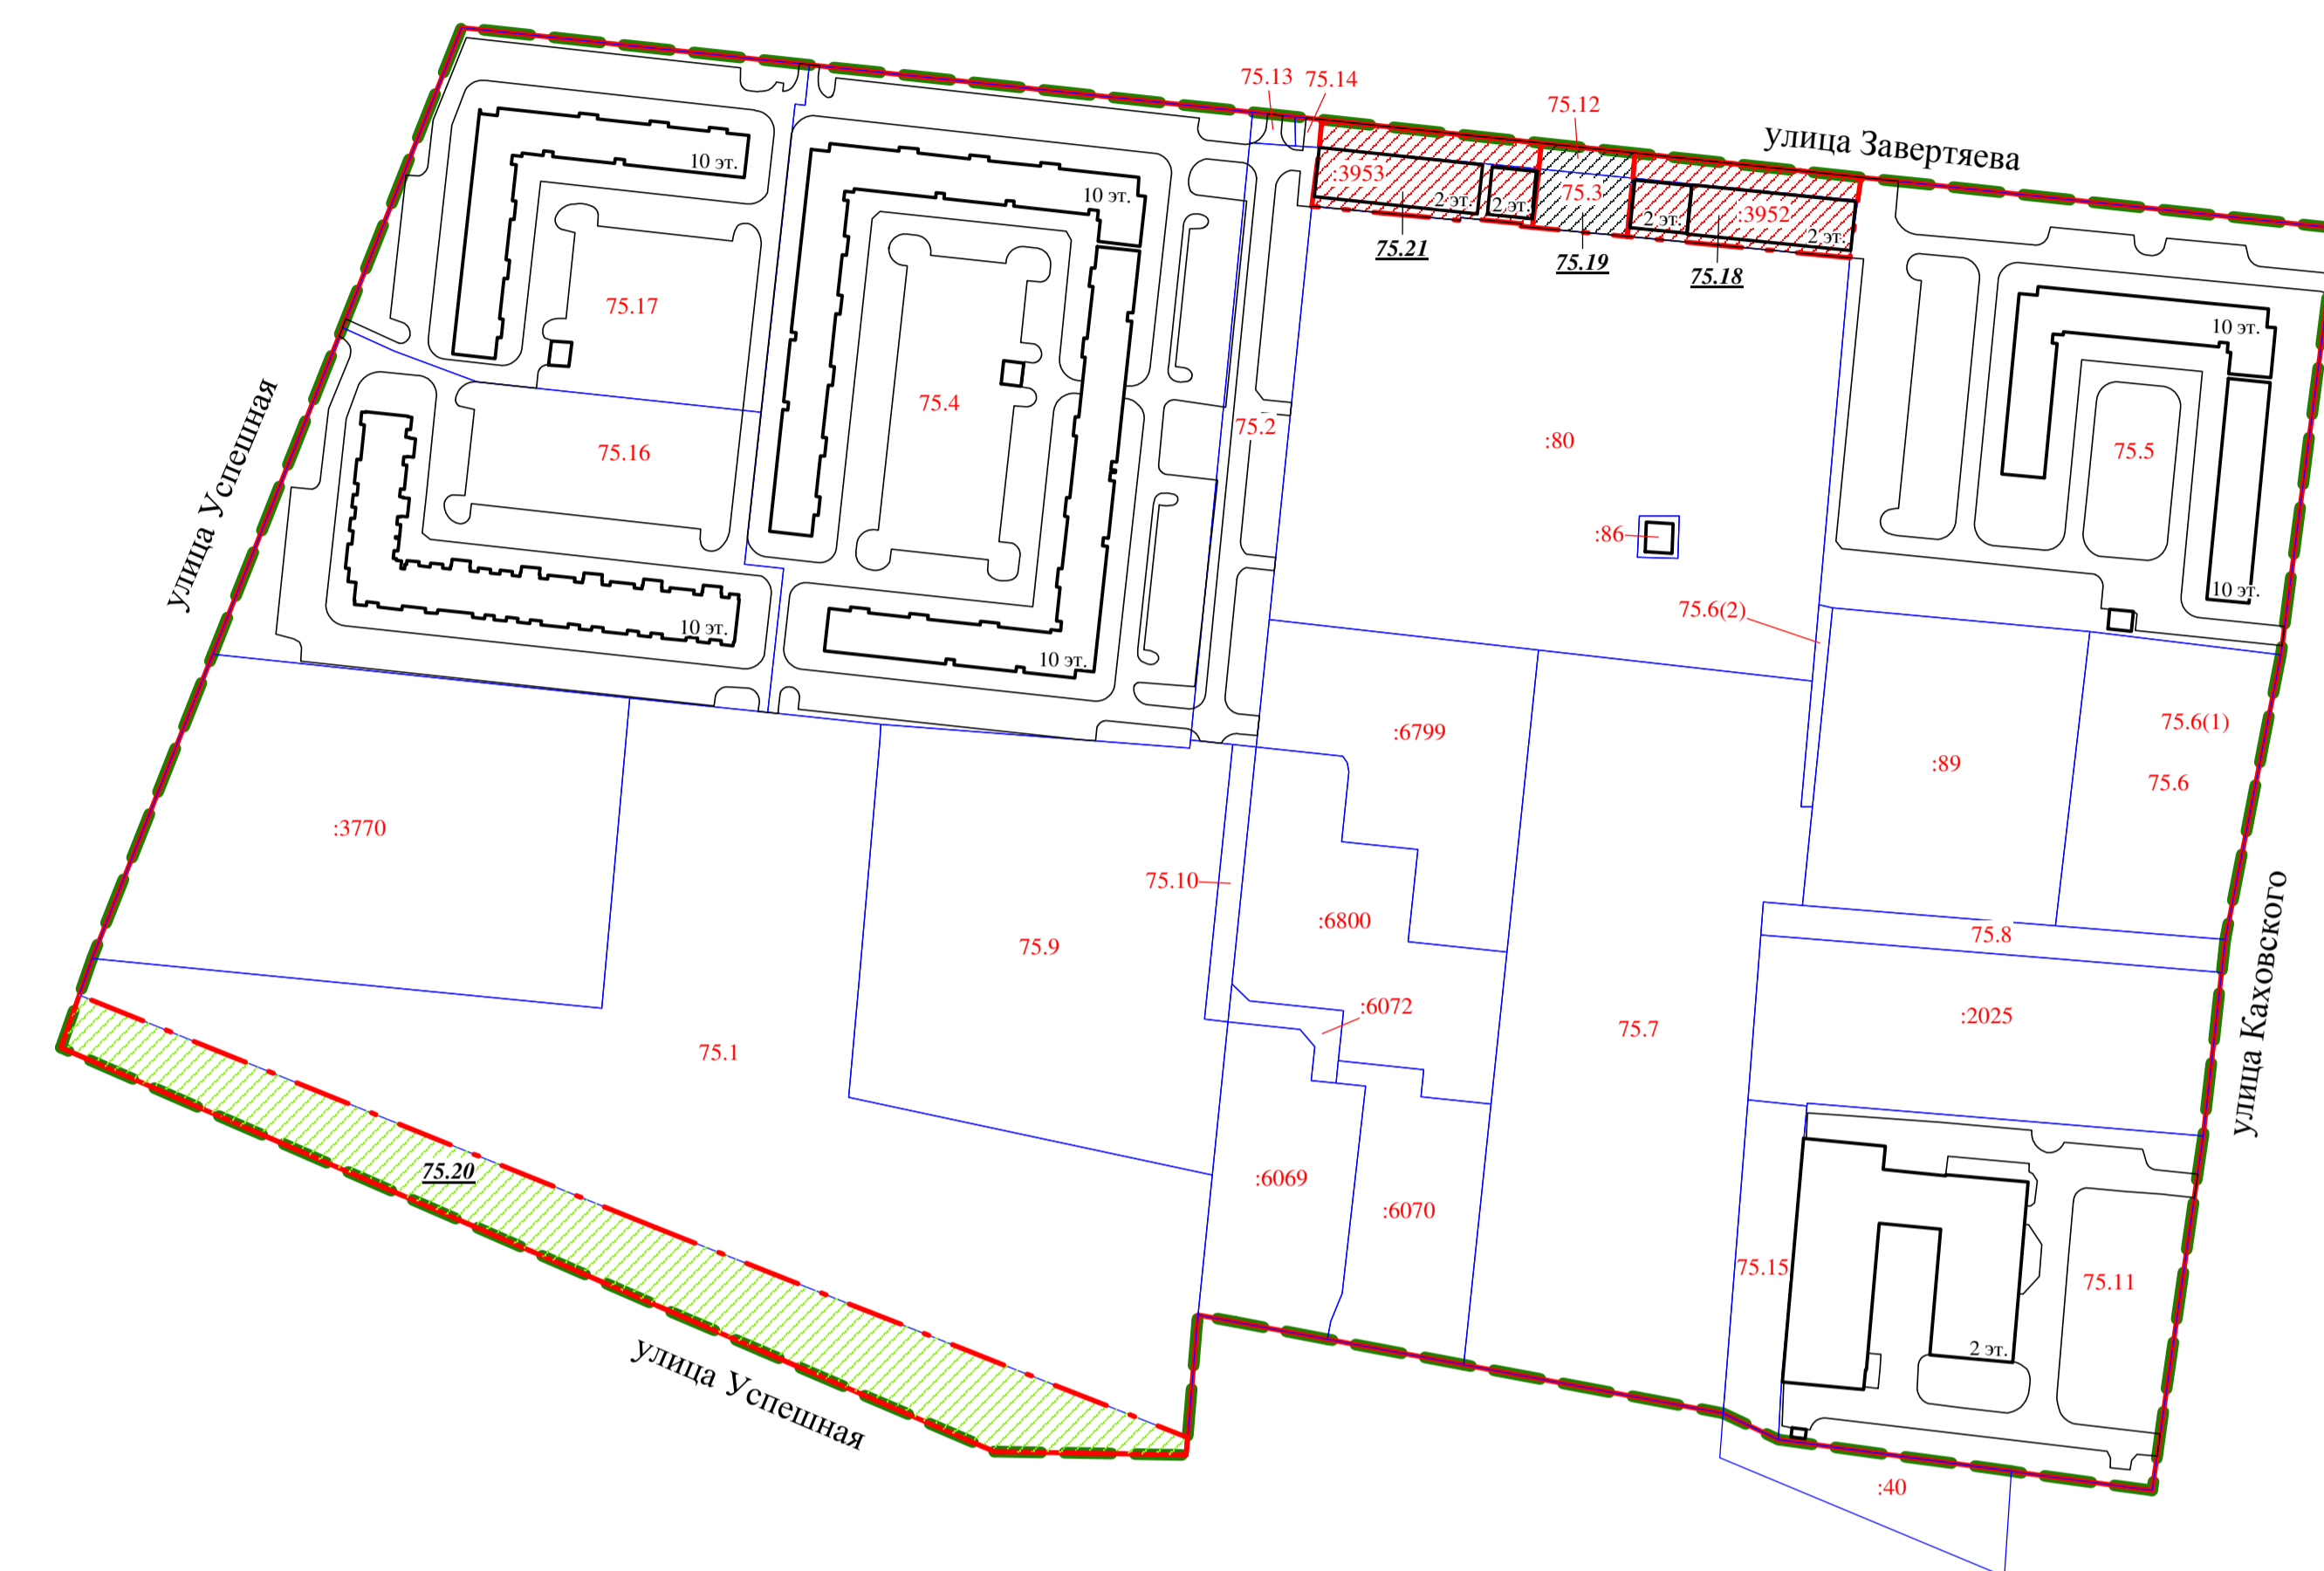 75.13
75.14
75.12
улица Завертяева
10 эт.
10 эт.
:3953
2 эт.
2 эт.
75.3
2 эт.
:3952
2 эт.
75.21
75.19
75.18
75.17
75.4
75.2
75.16
:80
10 эт.
75.5
:86
10 эт.
улица Успешная
75.6(2)
10 эт.
10 эт.
:6799
75.6(1)
:89
75.6
:3770
75.10
:6800
75.9
75.8
:6072
:2025
75.7
75.1
улица Каховского
75.20
:6069
:6070
75.15
75.11
2 эт.
улица Успешная
:40